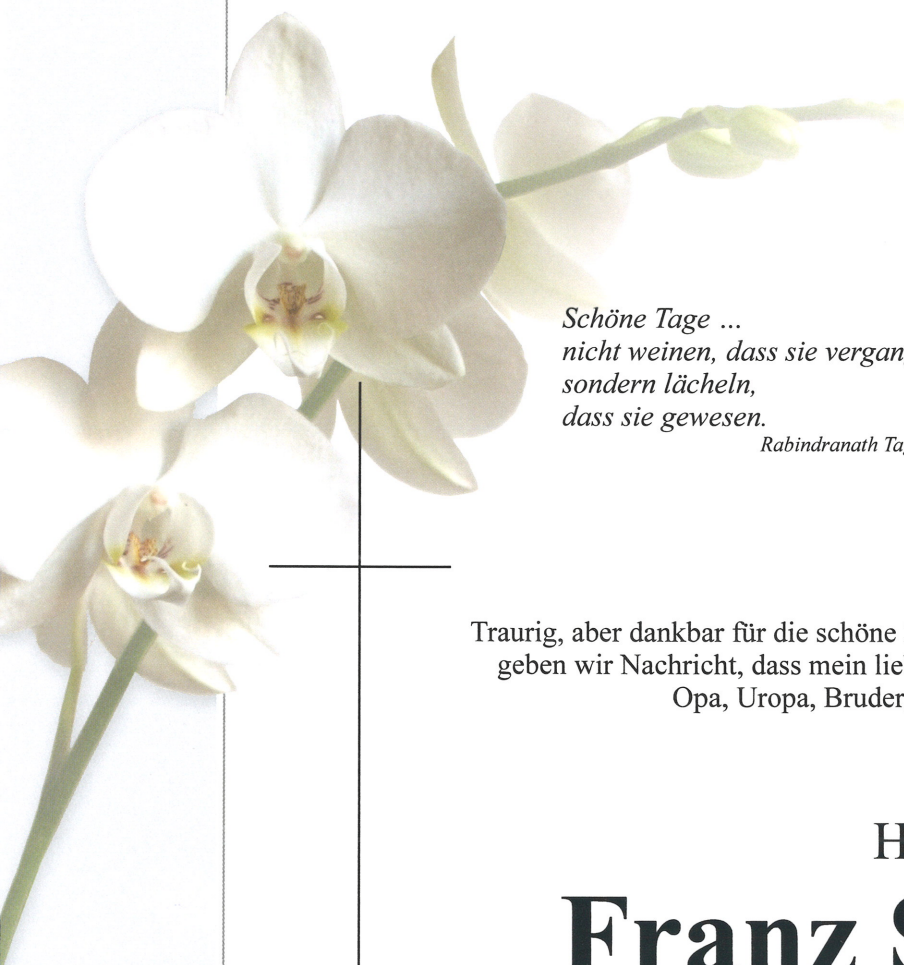 Schöne Tage ...
nicht weinen, dass sie vergan
sondern lächeln,
dass sie gewesen.
Rabindranath Ta
Traurig, aber dankbar für die schöne
geben wir Nachricht, dass mein lie
Opa, Uropa, Bruder
H
Franz S